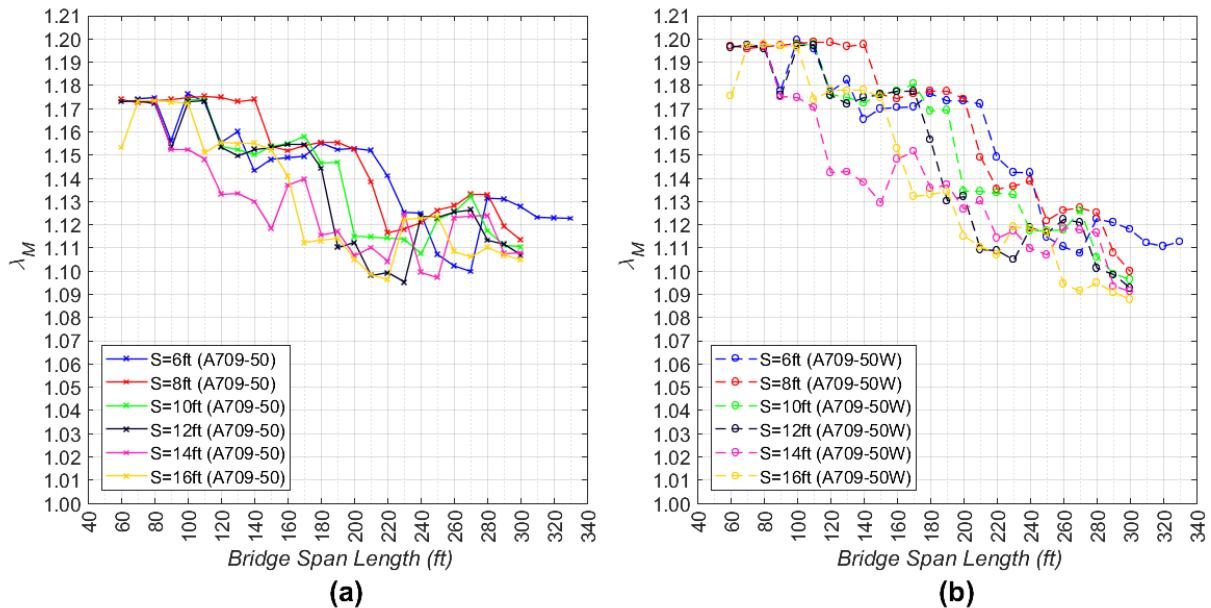 1.21
1.20
1.19
1.18
1.17
1.16
1.15
1.14
1.13
1.12
1.11
1.10
1.09
1.08
1.07
1.06
1.05
1.04
1.03
1.02
1.01
1.00
λM
S=6ft (A709-50)
S=8ft (A709-50)
S=10ft (A709-50)
S=12ft (A709-50)
S=14ft (A709-50)
S=16ft (A709-50)
40 60 80 100 120 140 160 180 200 220 240 260 280 300 320 340
Bridge Span Length (ft)
(a)
1.21
1.20
1.19
1.18
1.17
1.16
1.15
1.14
1.13
1.12
1.11
1.10
1.09
1.08
1.07
1.06
1.05
1.04
1.03
1.02
1.01
1.00
λM
S=6ft (A709-50W)
S=8ft (A709-50W)
S=10ft (A709-50W)
S=12ft (A709-50W)
S=14ft (A709-50W)
S=16ft (A709-50W)
40 60 80 100 120 140 160 180 200 220 240 260 280 300 320 340
Bridge Span Length (ft)
(b)